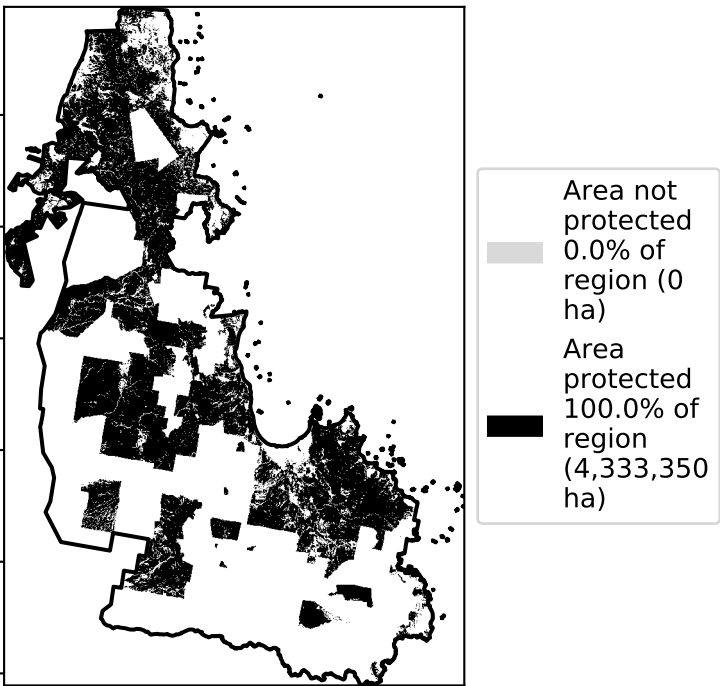 Area not
protected
0.0% of
region (0
ha)
Area
protected
100.0% of
region
(4,333,350
ha)